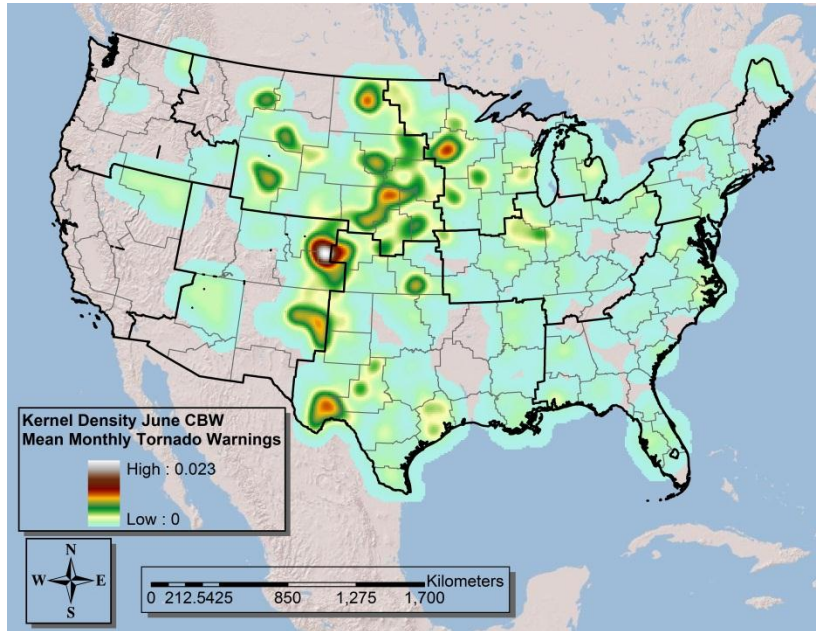 Kernel Density June CBW
Mean Monthly Tornado Warnings
High : 0.023
Low : 0
N
W E
S
Kilometers
0 212.5425 850 1,275 1,700